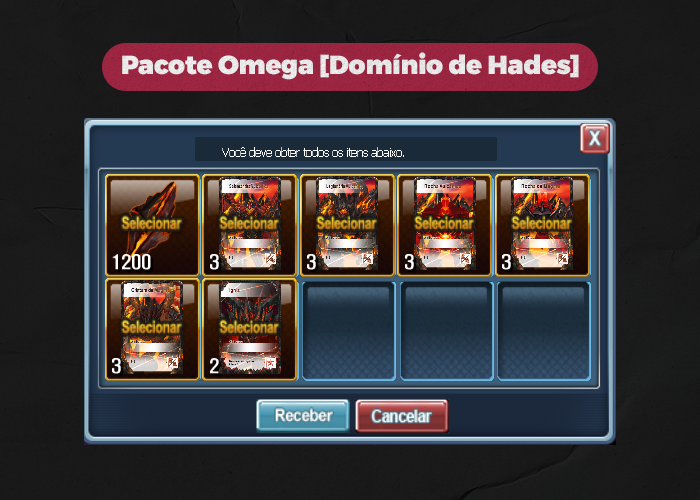 Pacote Omega [Domínio de Hades]
Você deve obter todos os itens abaixo.
X
Selecionar
1200
Selecionar
3
Selecionar
3
Selecionar
3
Selecionar
3
Selecionar
3
Ignis
Selecionar
2
Receber
Cancelar